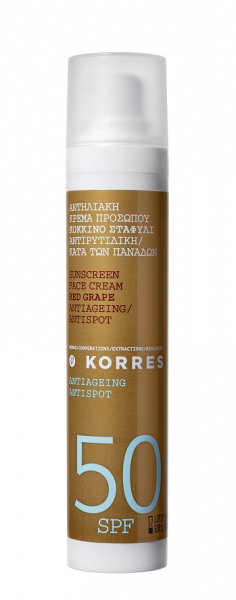 ΑΝΤΗΛΙΑΚΗ
ΚΡΕΜΑ ΠΡΟΣΩΠΟΥ
ΚΟΚΚΙΝΟ ΣΤΑΦΥΛΙ
ΑΝΤΙΡΥΤΙΔΙΚΗ/
ΚΑΤΑ ΤΩΝ ΠΑΝΑΔΩΝ
SUNSCREEN
FACE CREAM
RED GRAPE
ANTIAGEING/
ANTISPOT
KORRES
ANTIAGEING
ANTISPOT
50
SPF